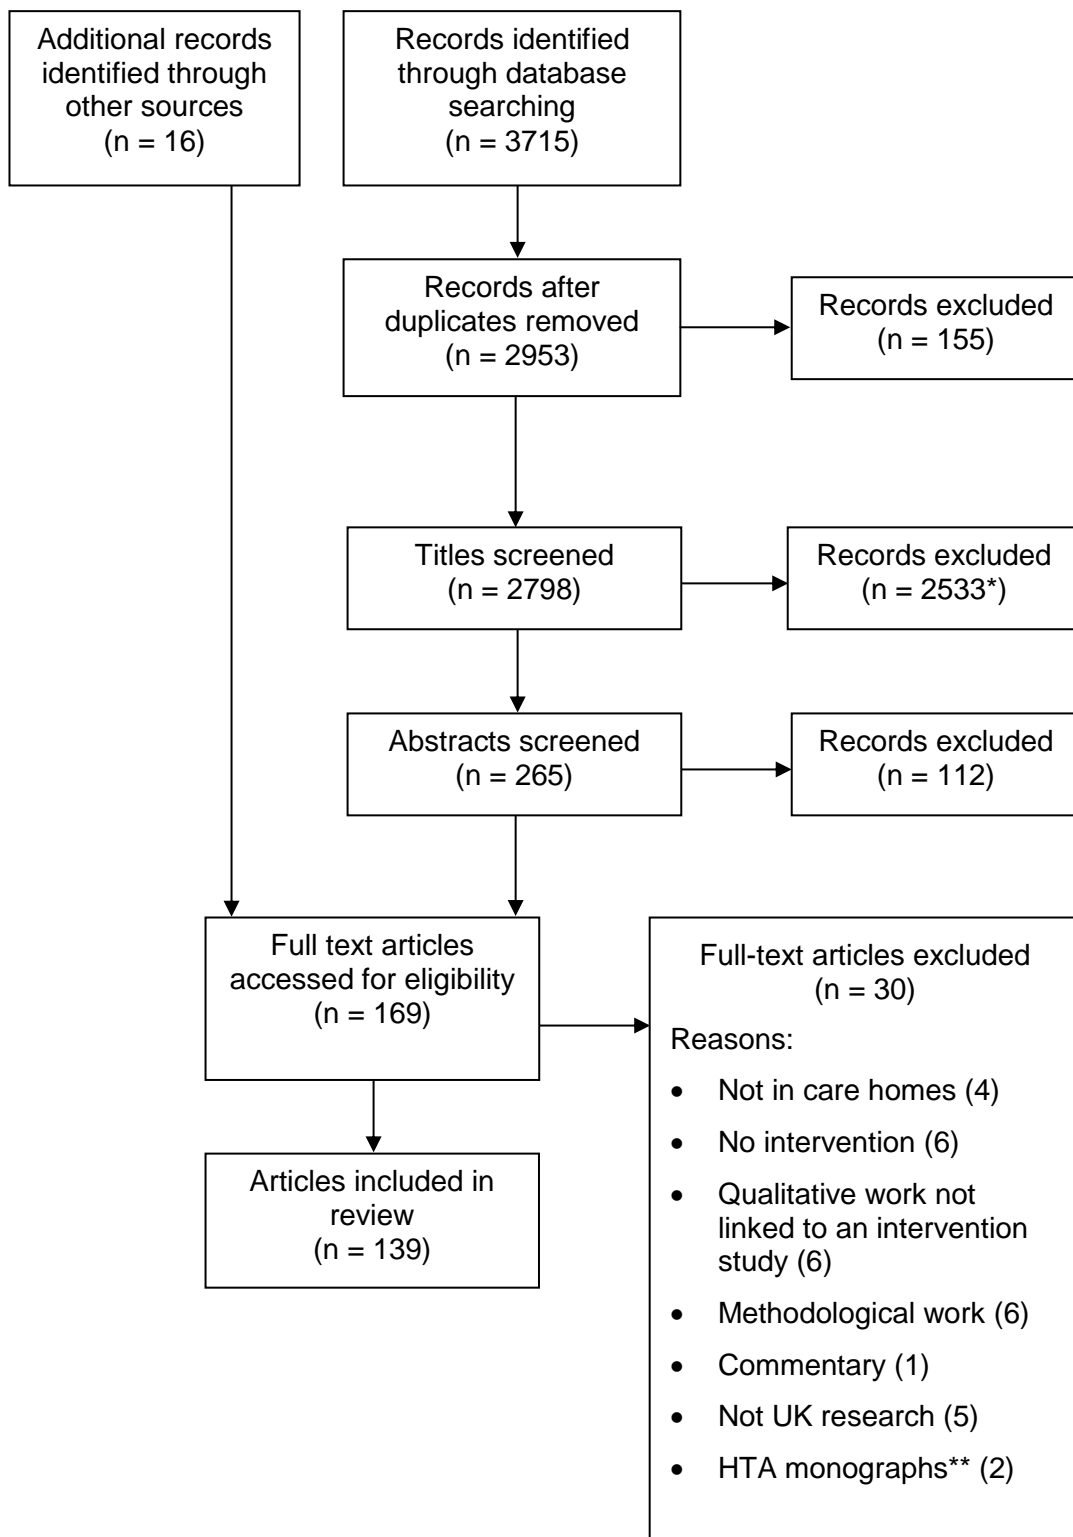 Additional records
identified through
other sources
(n = 16)
Records identified
through database
searching
(n = 3715)
Records after
duplicates removed
(n = 2953)
Records excluded
(n = 155)
Titles screened
(n = 2798)
Records excluded
(n = 2533*)
Abstracts screened
(n = 265)
Records excluded
(n = 112)
Full text articles
accessed for eligibility
(n = 169)
Full-text articles excluded
(n = 30)
Reasons:
• Not in care homes (4)
• No intervention (6)
• Qualitative work not
linked to an intervention
study (6)
• Methodological work (6)
• Commentary (1)
• Not UK research (5)
• HTA monographs** (2)
Articles included in
review
(n = 139)